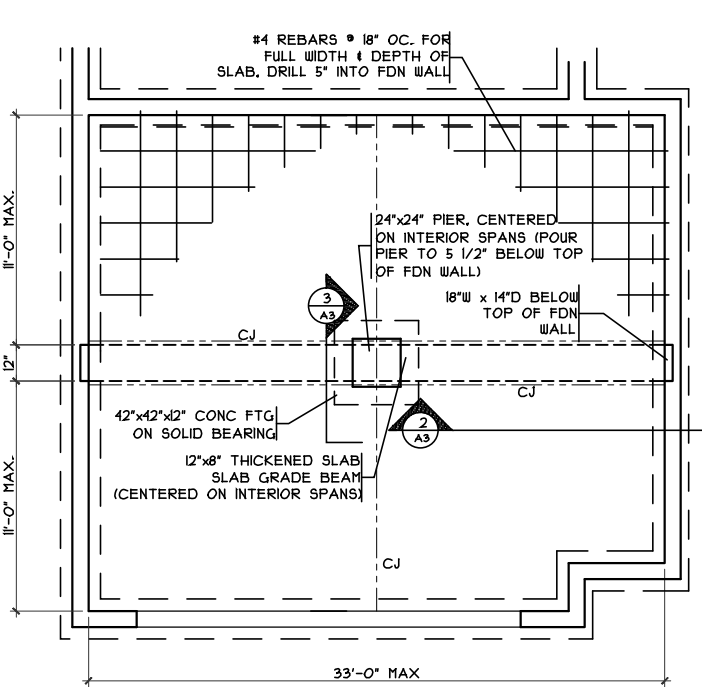 #4 REBARS @ 18" OC. FOR
FULL WIDTH & DEPTH OF
SLAB. DRILL 5" INTO FDN WALL
11'-0" MAX.
24"x24" PIER, CENTERED
ON INTERIOR SPANS (POUR
PIER TO 5 1/2" BELOW TOP
OF FDN WALL)
3
A3
18"W x 14"D BELOW
TOP OF FDN
WALL
CJ
12"
CJ
42"x42"x12" CONC FTG
ON SOLID BEARING
2
A3
12"x8" THICKENED SLAB
SLAB GRADE BEAM
(CENTERED ON INTERIOR SPANS)
11'-0" MAX.
CJ
33'-0" MAX